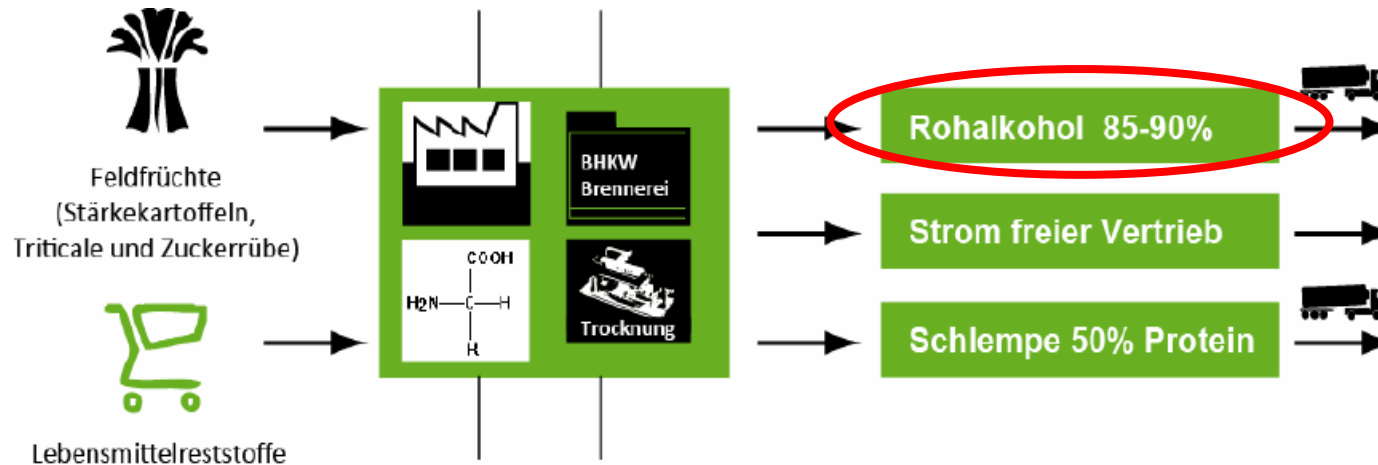 Feldfrüchte
(Stärkekartoffeln,
Triticale und Zuckerrübe)
Lebensmittelreststoffe
BHKW
Brennerei
COOH
H2N—C—H
R
Trocknung
Rohalkohol 85-90%
Strom freier Vertrieb
Schlempe 50% Protein